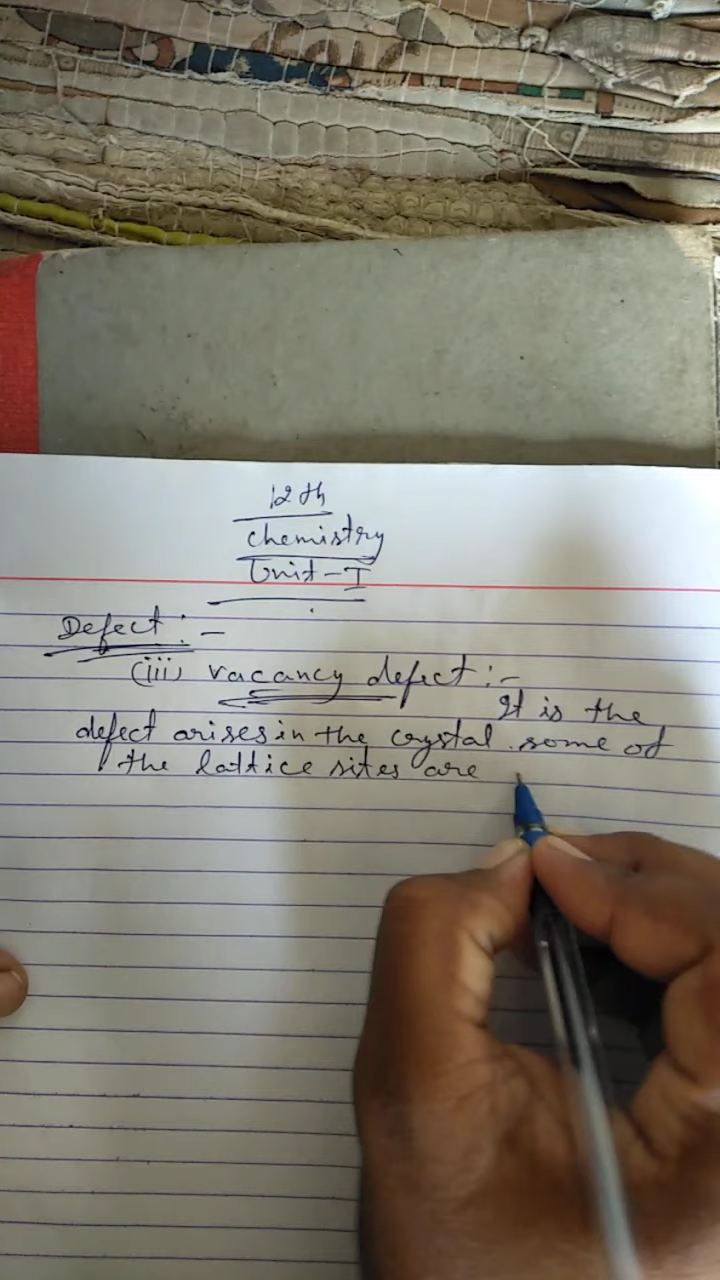 12th
Chemistry
Unit-I
Defect:-
(iii) vacancy defect:-
It is the
defect arises in the crystal some of
the lattice sites are